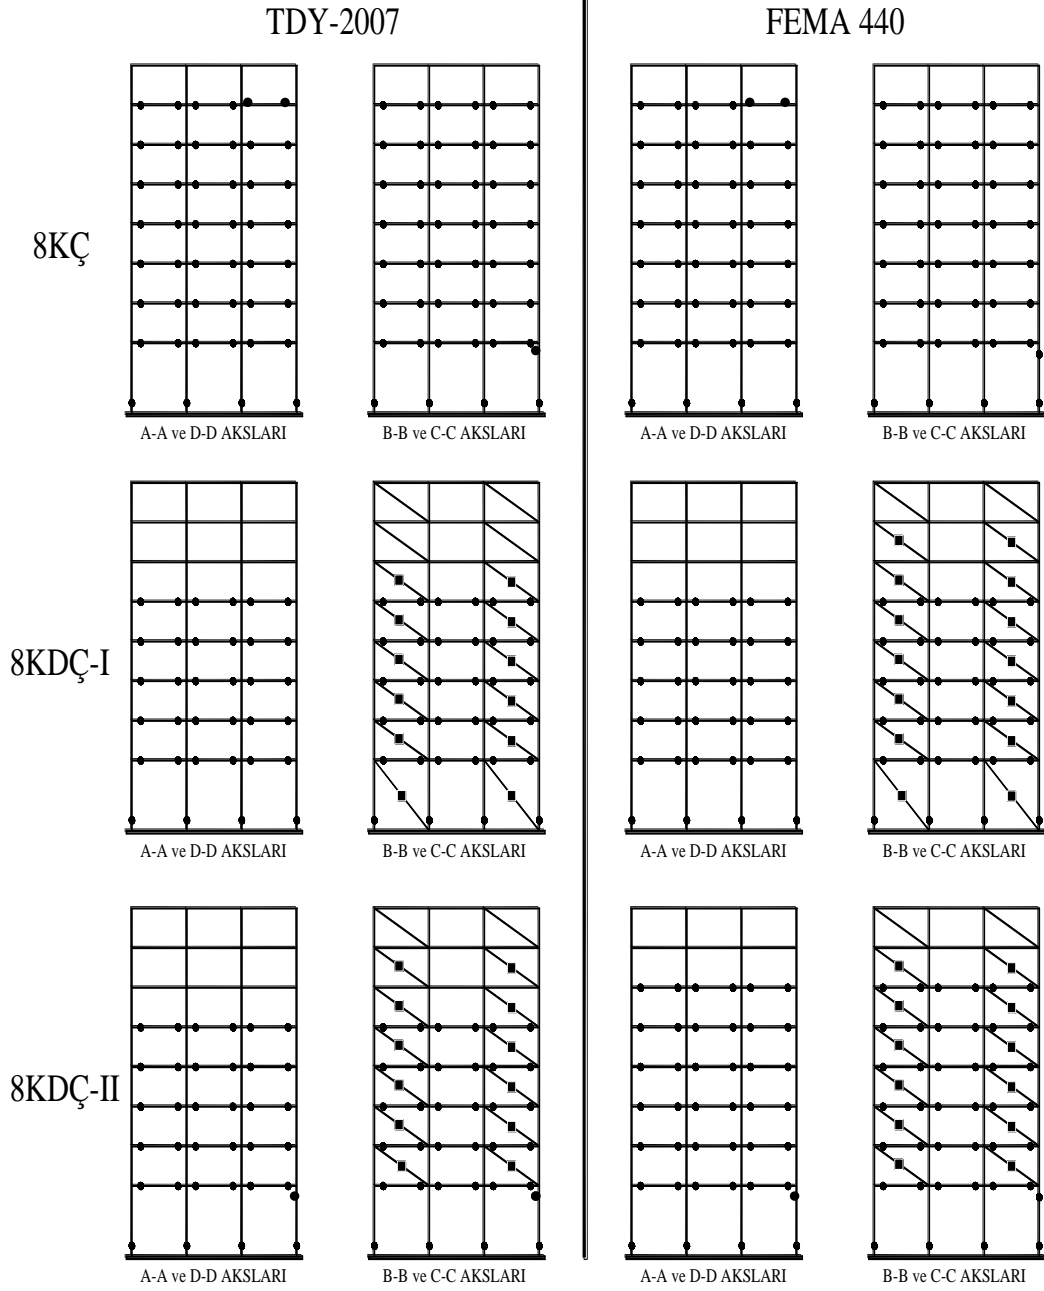 TDY-2007
FEMA 440
8KÇ
A-A ve D-D AKSLARI
B-B ve C-C AKSLARI
A-A ve D-D AKSLARI
B-B ve C-C AKSLARI
8KDÇ-I
A-A ve D-D AKSLARI
B-B ve C-C AKSLARI
A-A ve D-D AKSLARI
B-B ve C-C AKSLARI
8KDÇ-II
A-A ve D-D AKSLARI
B-B ve C-C AKSLARI
A-A ve D-D AKSLARI
B-B ve C-C AKSLARI